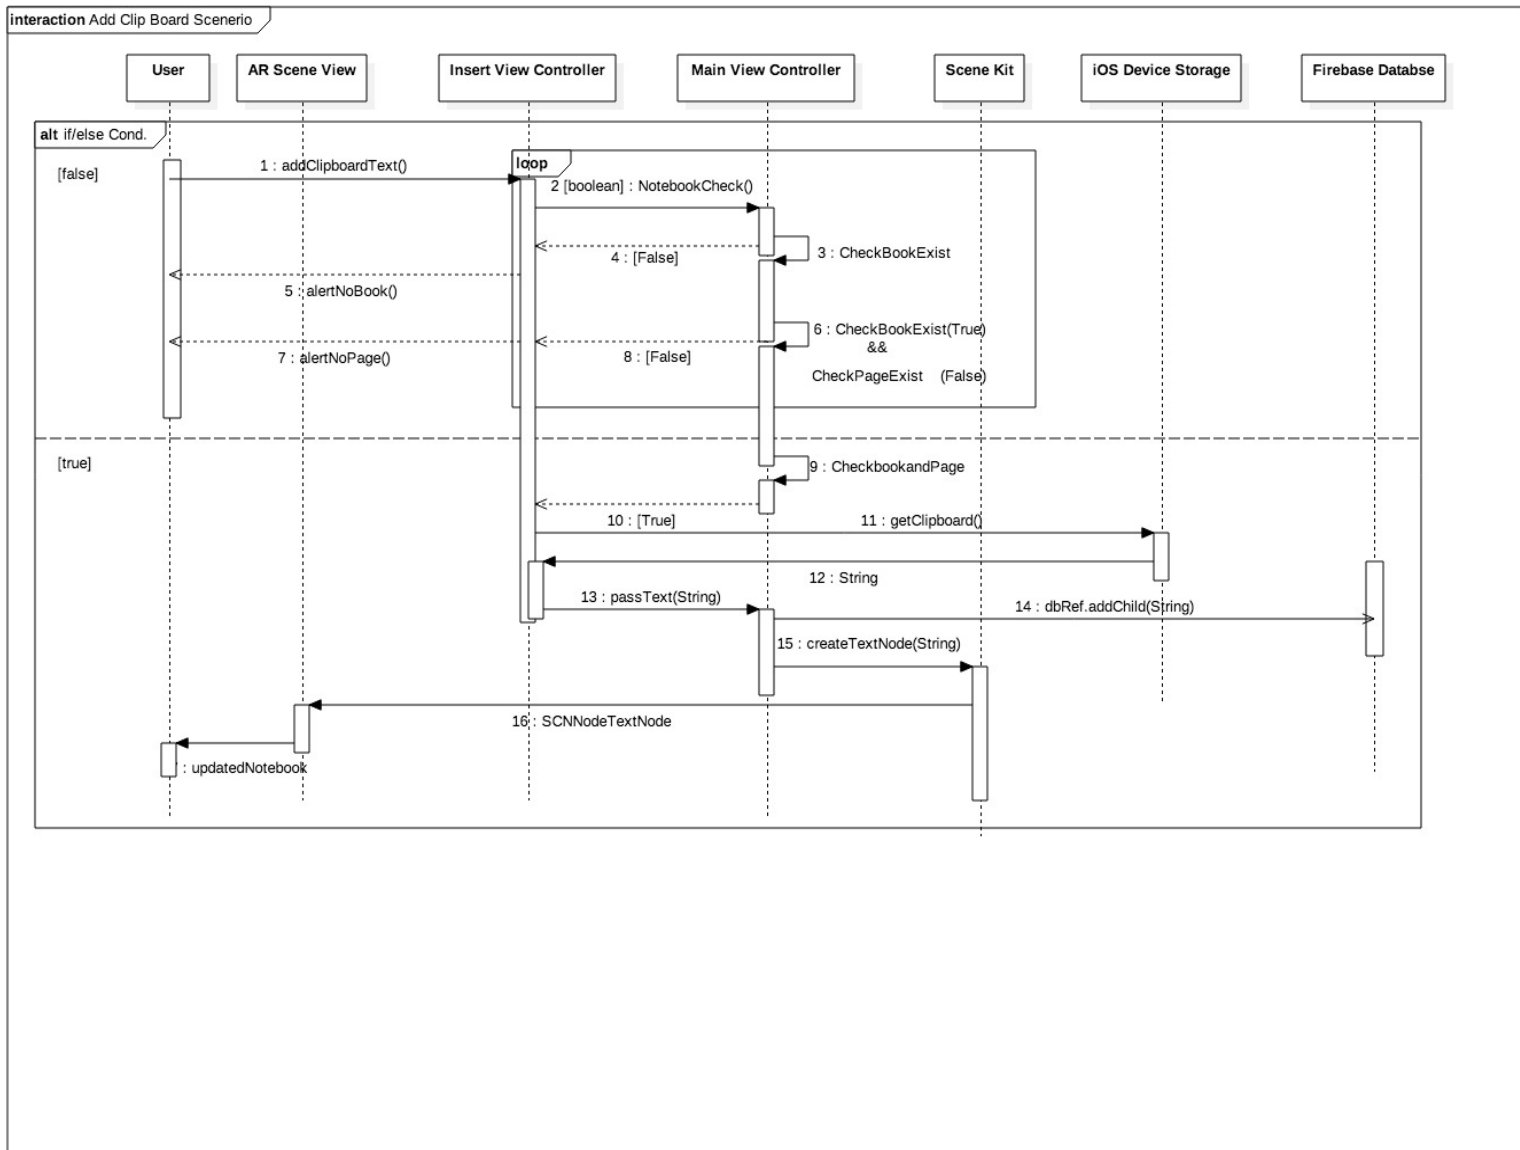 interaction Add Clip Board Scenerio
User
AR Scene View
Insert View Controller
Main View Controller
Scene Kit
iOS Device Storage
Firebase Databse
alt if/else Cond.
[false]
1 : addClipboardText()
loop
2 [boolean] : NotebookCheck()
3 : CheckBookExist
4 : [False]
5 : alertNoBook()
6 : CheckBookExist(True)
&&
CheckPageExist (False)
7 : alertNoPage()
8 : [False]
[true]
9 : CheckbookandPage
10 : [True]
11 : getClipboard()
12 : String
13 : passText(String)
14 : dbRef.addChild(String)
15 : createTextNode(String)
16 : SCNNodeTextNode
: updatedNotebook